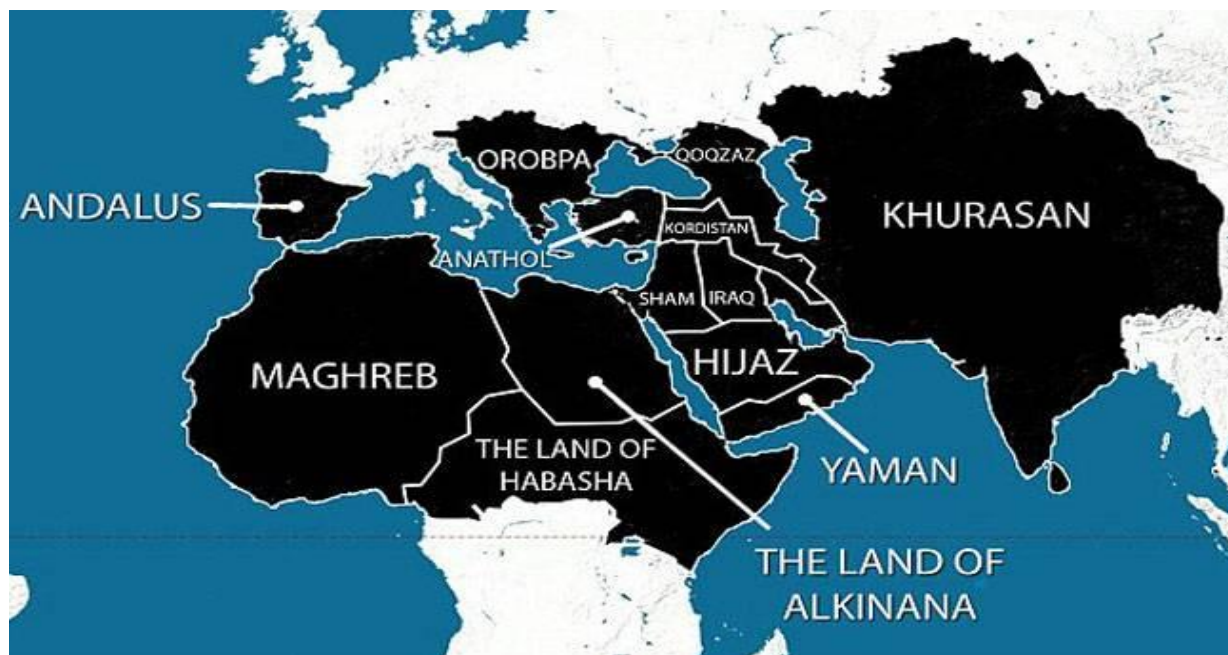 OROBPA
QOQZAZ
ANDALUS
KHURASAN
KORDISTAN
ANATHOL
SHAM
IRAQ
HIJAZ
MAGHREB
THE LAND OF
HABASHA
YAMAN
THE LAND OF
ALKINANA